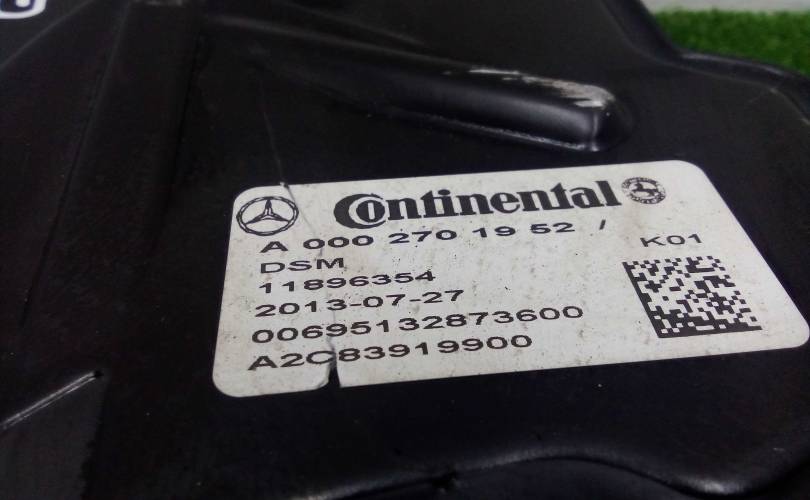 Continental
A 000 270 19 52 / K01
DSM
11896354
2013-07-27
00695132873600
A2C83919900